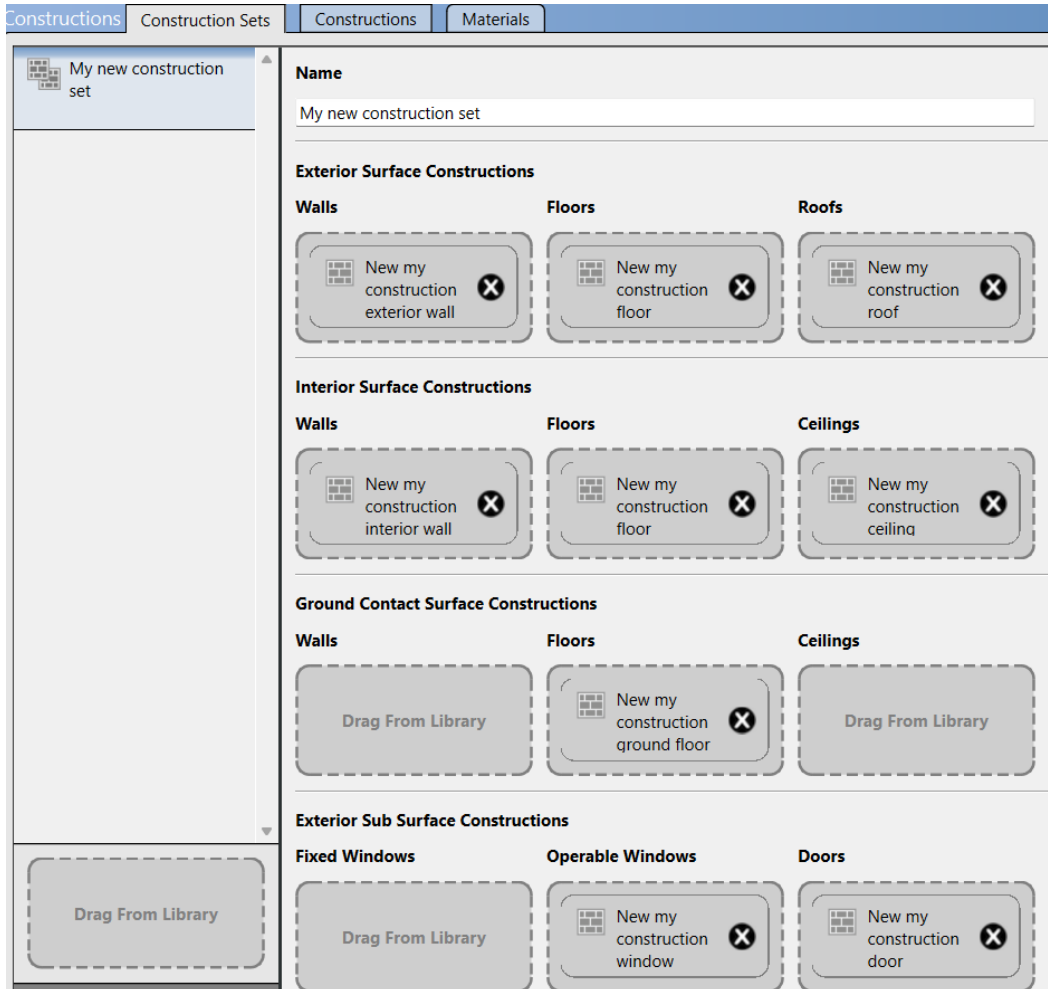 Constructions
Construction Sets
Constructions
Materials
My new construction
set
Name
My new construction set
Exterior Surface Constructions
Walls
Floors
Roofs
New my
construction
exterior wall
New my
construction
floor
New my
construction
roof
Interior Surface Constructions
Walls
Floors
Ceilings
New my
construction
interior wall
New my
construction
floor
New my
construction
ceiling
Ground Contact Surface Constructions
Walls
Floors
Ceilings
Drag From Library
New my
construction
ground floor
Drag From Library
Exterior Sub Surface Constructions
Fixed Windows
Operable Windows
Doors
Drag From Library
New my
construction
window
New my
construction
door
Drag From Library